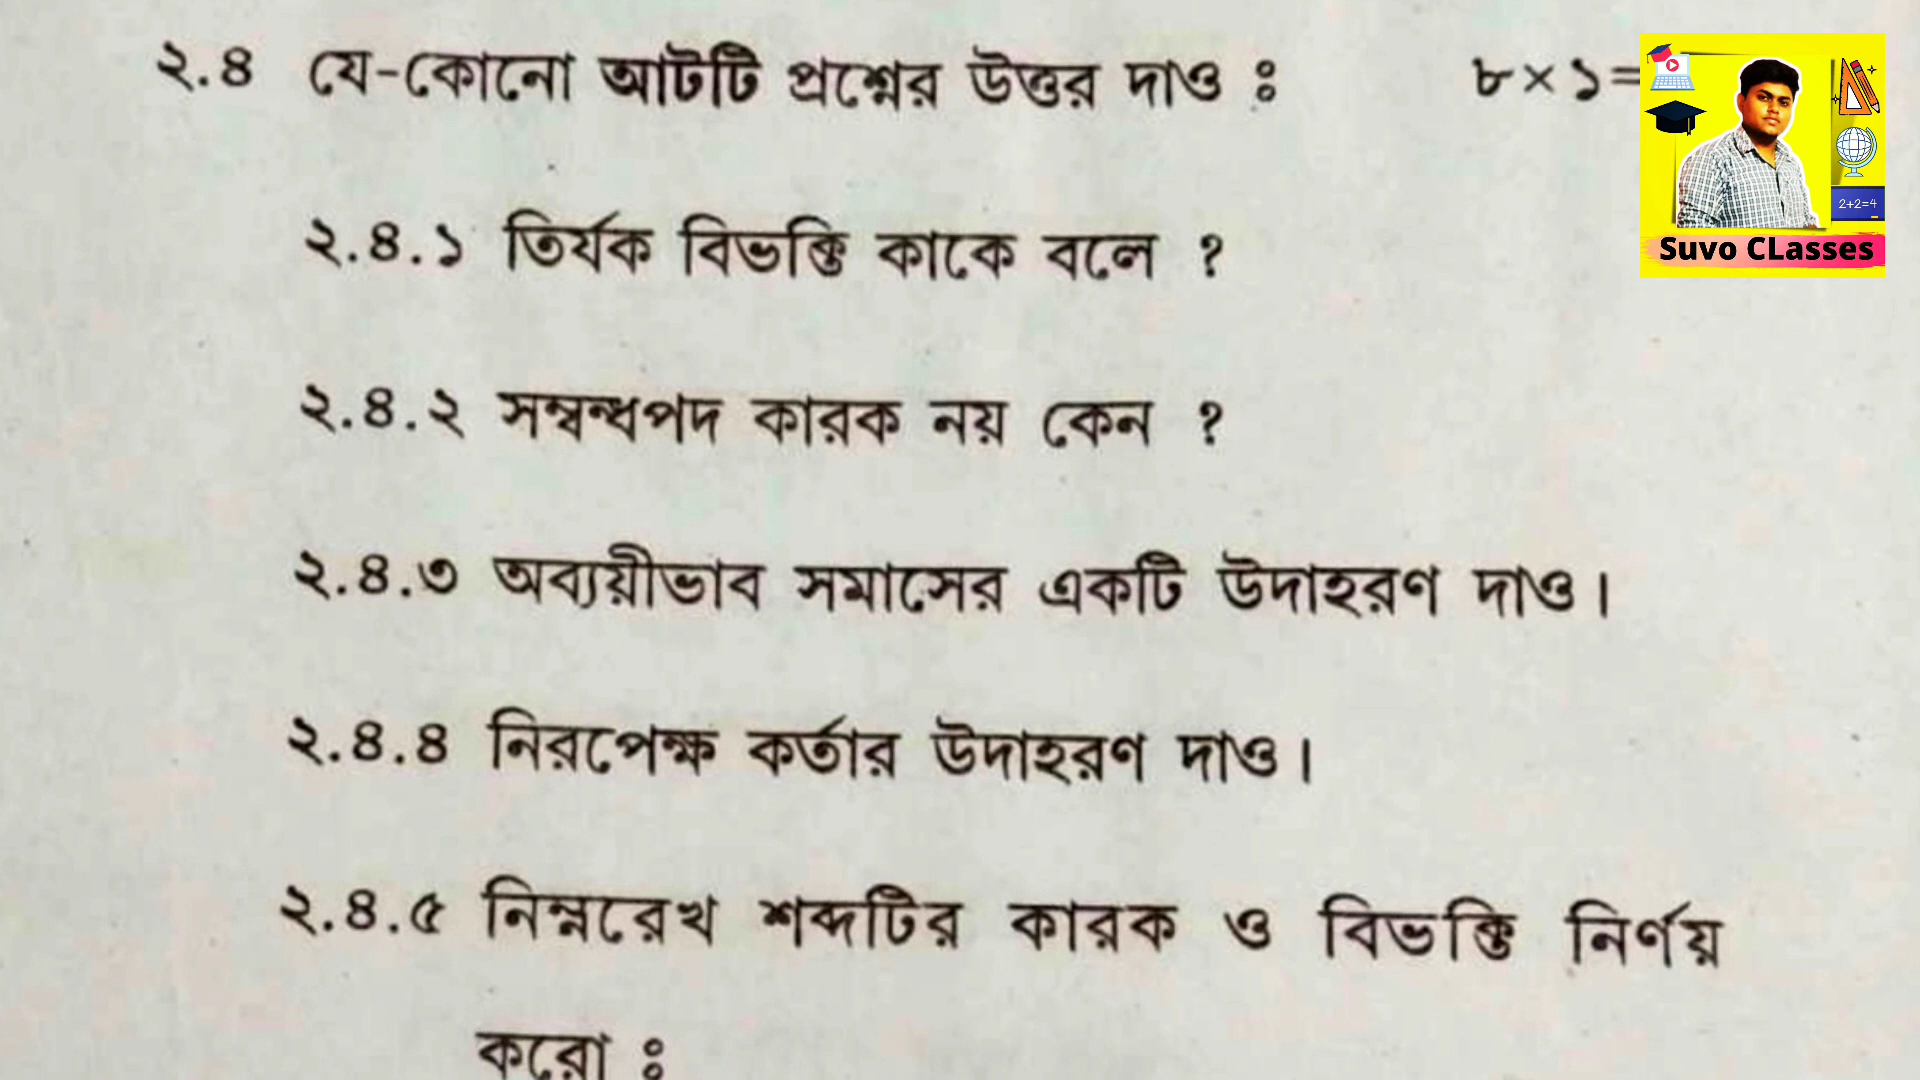 ২.৪ যে-কোনো আটটি প্রশ্নের উত্তর দাও ঃ ৮×১=
2+2=4
Suvo CLasses
২.৪.১ তির্যক বিভক্তি কাকে বলে ?
২.৪.২ সম্বন্ধপদ কারক নয় কেন ?
২.৪.৩ অব্যয়ীভাব সমাসের একটি উদাহরণ দাও।
২.৪.৪ নিরপেক্ষ কর্তার উদাহরণ দাও।
২.৪.৫ নিম্নরেখ শব্দটির কারক ও বিভক্তি নির্ণয়
করো ঃ